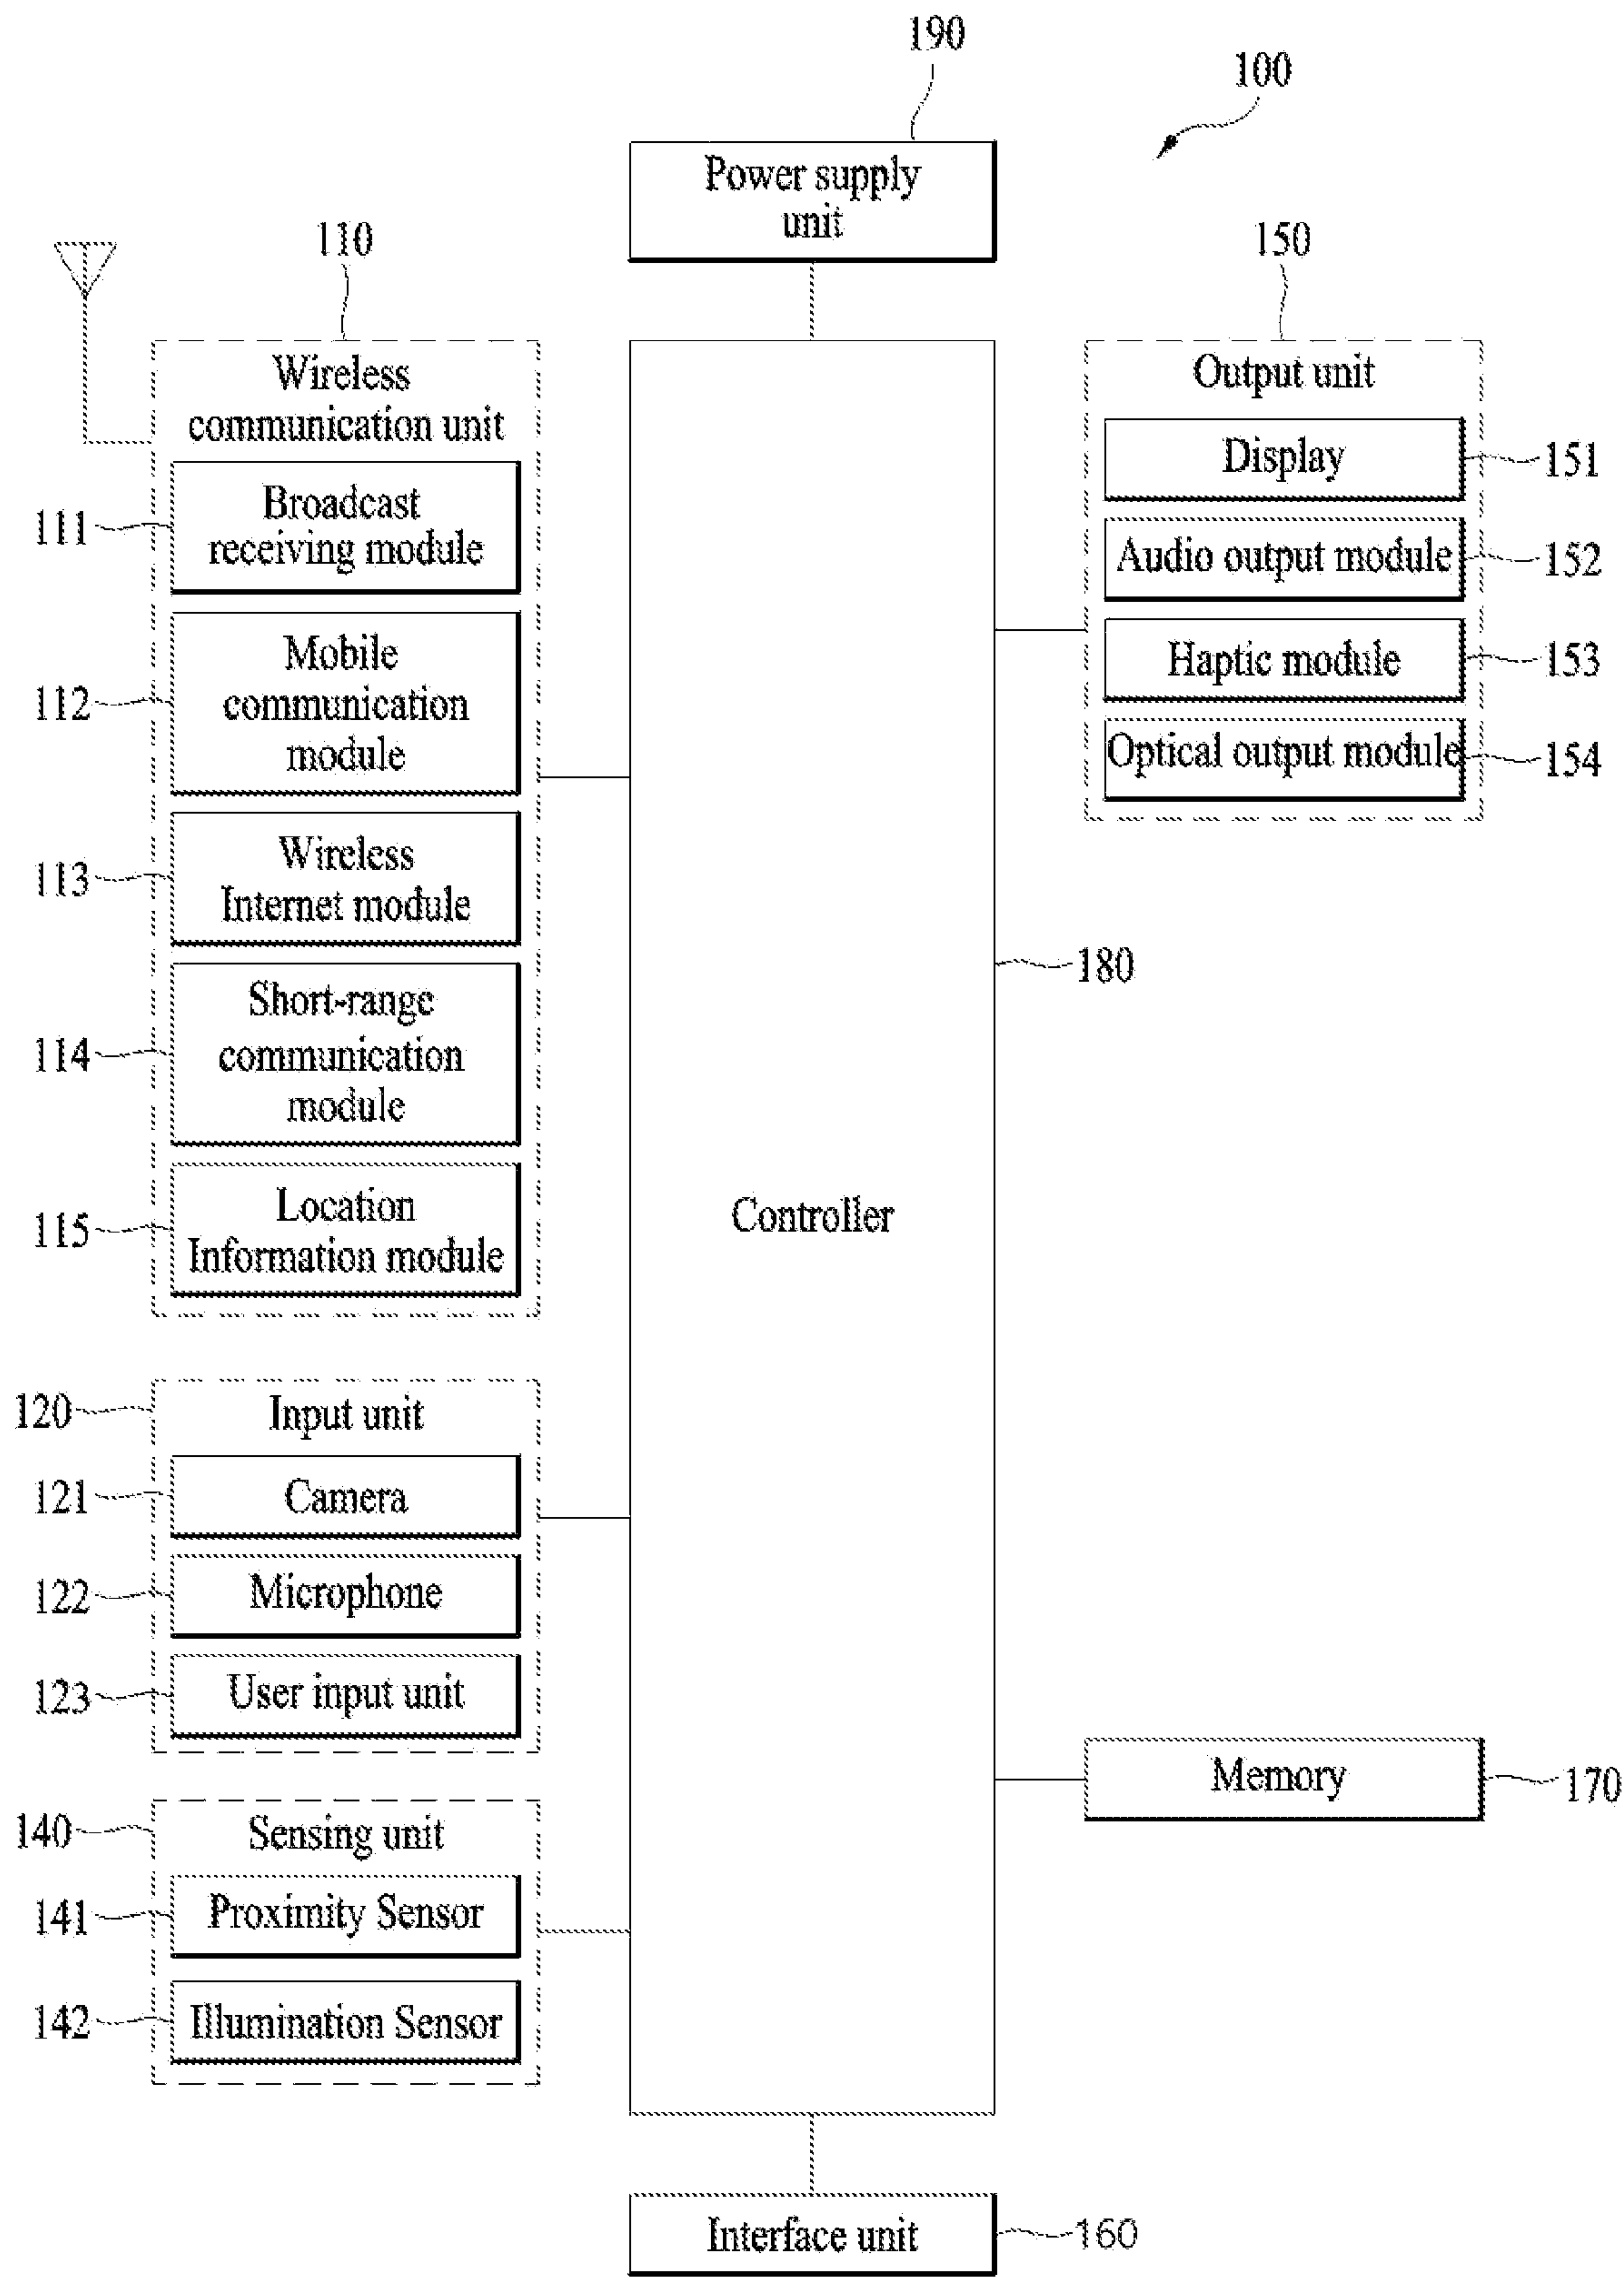 190
100
Power supply
unit
110
150
Wireless
communication unit
111
Broadcast
receiving module
112
Mobile
communication
module
113
Wireless
Internet module
114
Short-range
communication
module
115
Location
Information module
120
Input unit
121
Camera
122
Microphone
123
User input unit
140
Sensing unit
141
Proximity Sensor
142
Illumination Sensor
Controller
180
Output unit
Display
151
Audio output module
152
Haptic module
153
Optical output module
154
Memory
170
Interface unit
160